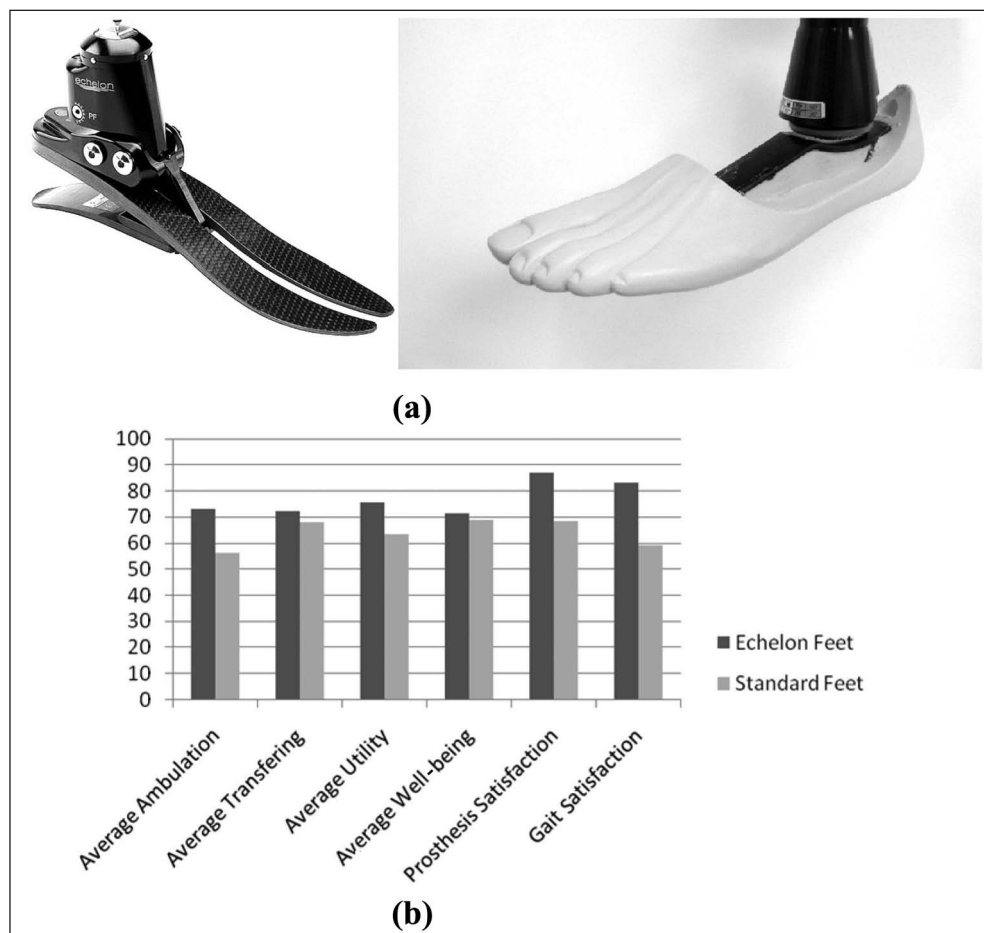 echelon
PF
(a)
100
90
80
70
60
50
40
30
20
10
0
Echelon Feet
Standard Feet
Average Ambulation
Average Transfering
Average Utility
Average Well-being
Prosthesis Satisfaction
Gait Satisfaction
(b)